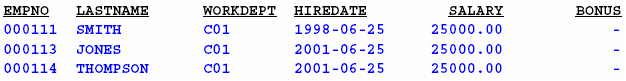 EMPNO LASTNAME WORKDEPT HIREDATE SALARY BONUS
000111 SMITH C01 1998-06-25 25000.00 -
000113 JONES C01 2001-06-25 25000.00 -
000114 THOMPSON C01 2001-06-25 25000.00 -